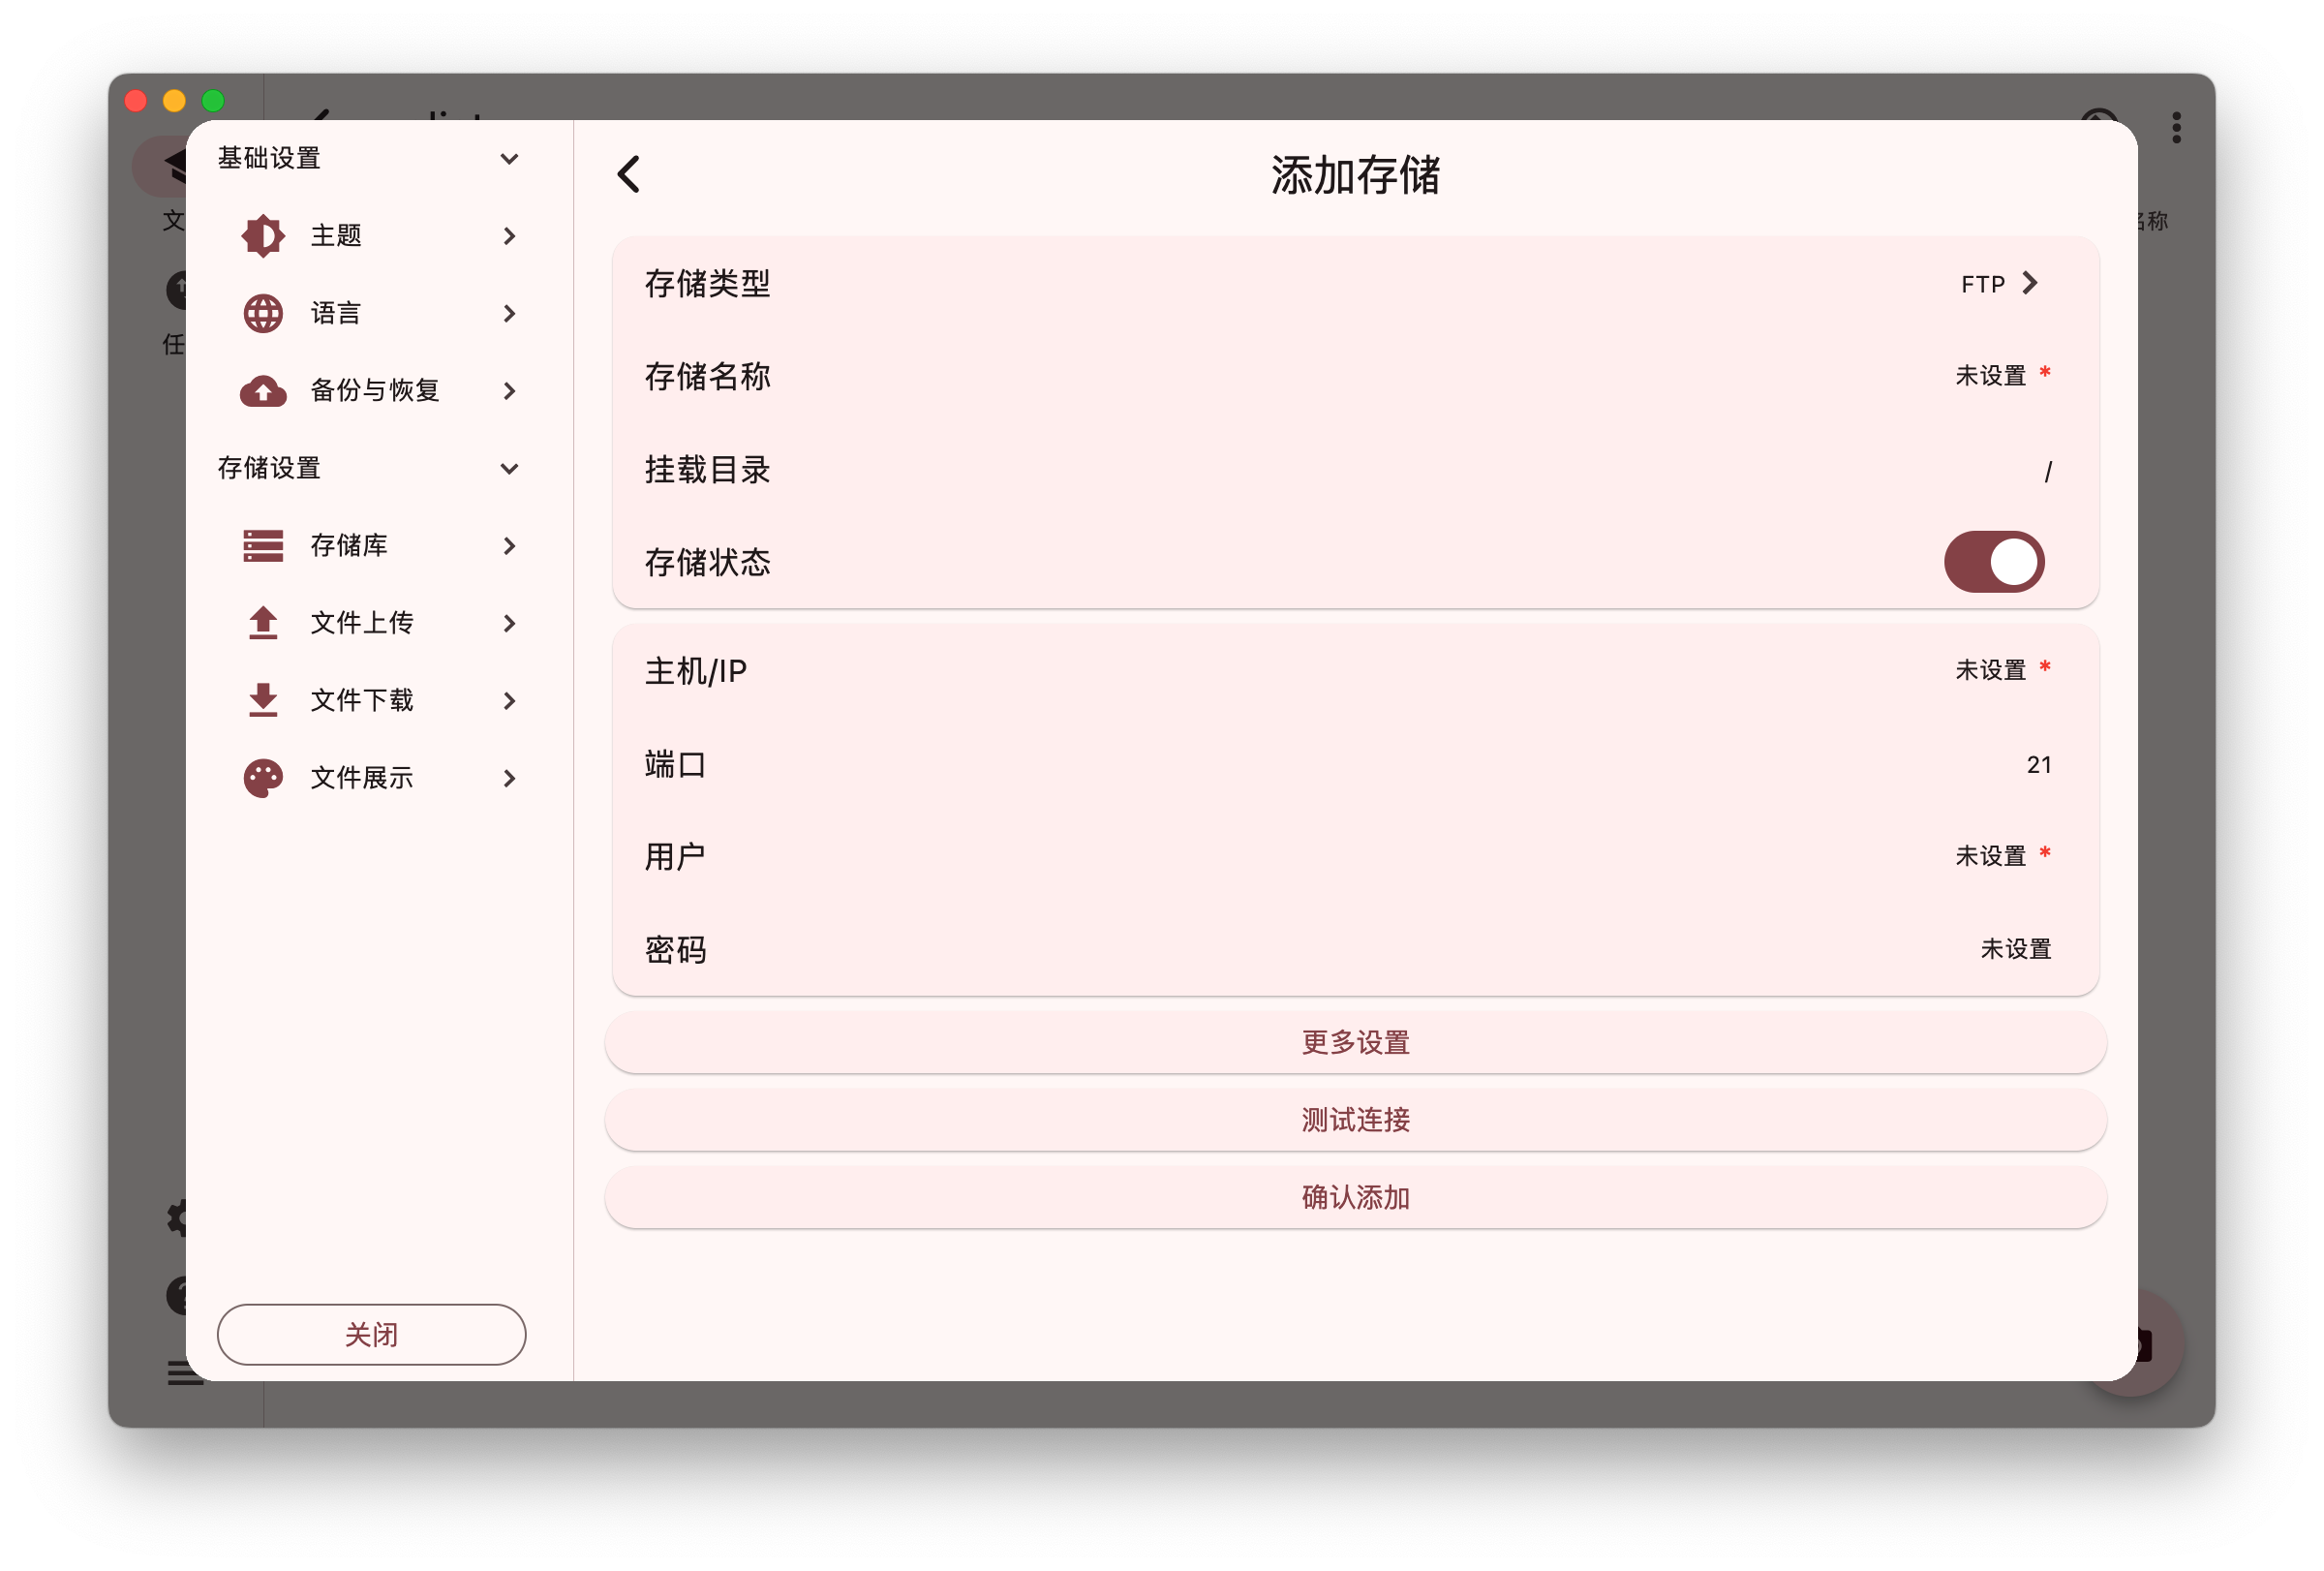 基础设置
主题
语言
备份与恢复
存储设置
存储库
文件上传
文件下载
文件展示
关闭
添加存储
存储类型 FTP
存储名称 未设置 *
挂载目录 /
存储状态
主机/IP 未设置 *
端口 21
用户 未设置 *
密码 未设置
更多设置
测试连接
确认添加
文
任
名称